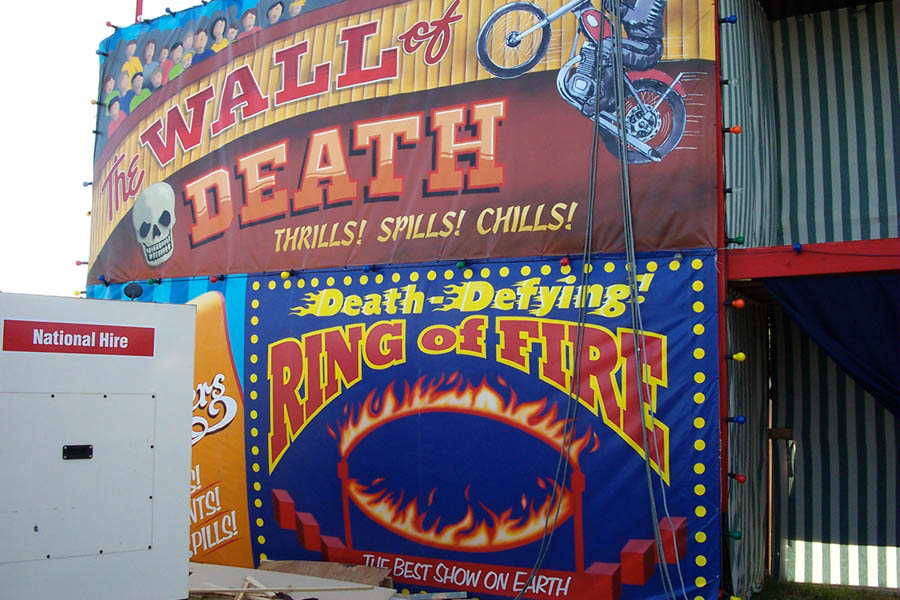 The WALL of
DEATH
THRILLS! SPILLS! CHILLS!
Death-Defying!
RING of FIRE
THE BEST SHOW ON EARTH
National Hire